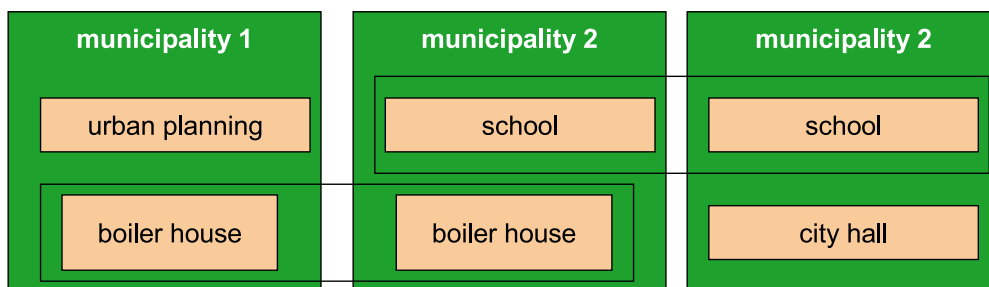 municipality 1
municipality 2
municipality 2
urban planning
school
school
boiler house
boiler house
city hall